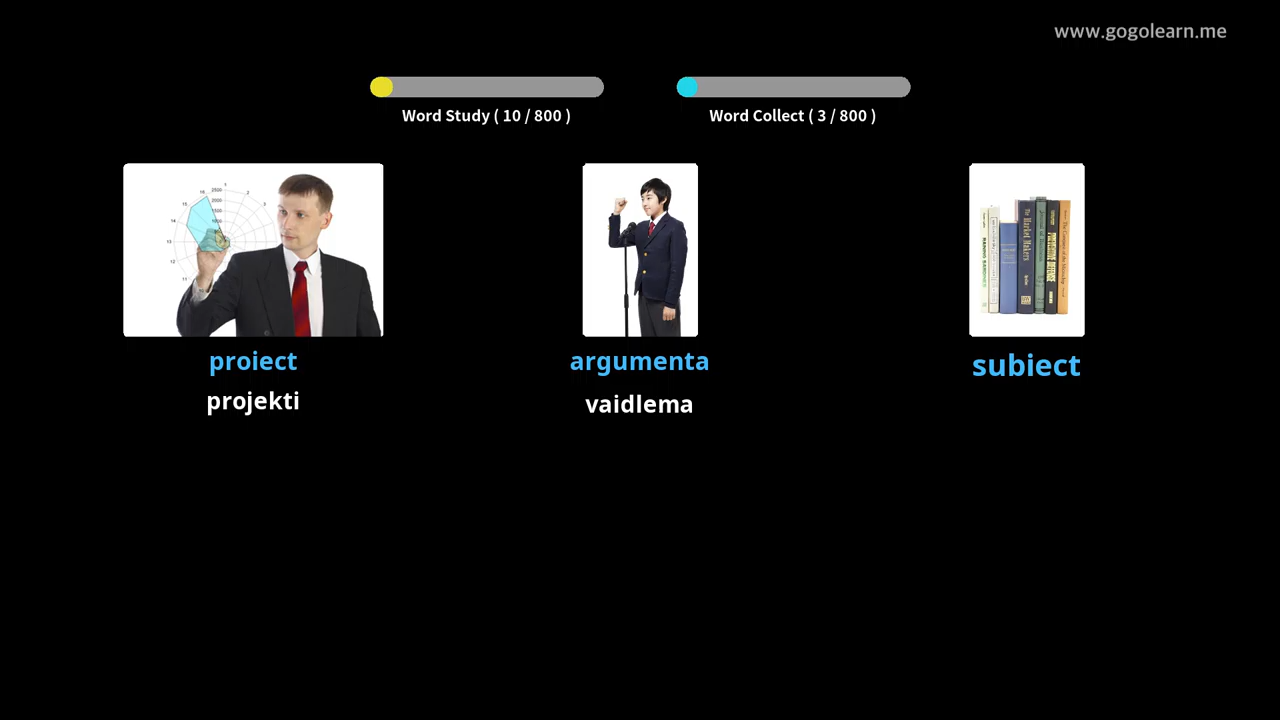 www.gogolearn.me
Word Study ( 10 / 800 )
Word Collect ( 3 / 800 )
proiect
argumenta
subiect
projekti
vaidlema